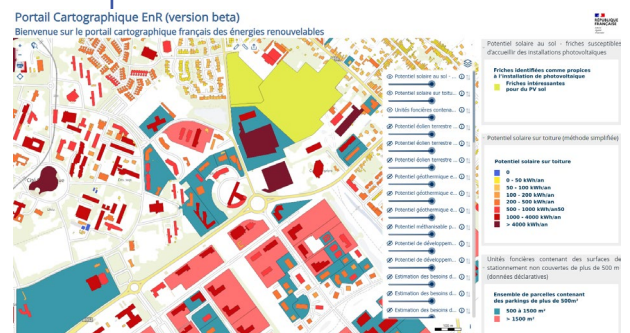 Portail Cartographique EnR (version beta)
Bienvenue sur le portail cartographique français des énergies renouvelables
RÉPUBLIQUE
FRANÇAISE
Potentiel solaire au sol - ...
Potentiel solaire sur toitu...
Unités foncières contena...
Potentiel éolien terrestre ...
Potentiel éolien terrestre ...
Potentiel éolien terrestre ...
Potentiel géothermique e...
Potentiel géothermique e...
Potentiel géothermique e...
Potentiel méthanisable p...
Potentiel de développen...
Potentiel de développen...
Estimation des besoins d...
Estimation des besoins d...
Estimation des besoins d...
Potentiel solaire au sol - friches susceptibles
d'accueillir des installations photovoltaïques
Friches identifiées comme propices
à l'installation de photovoltaïque
Friches intéressantes
pour du PV sol
Potentiel solaire sur toiture (méthode simplifiée)
Potentiel solaire sur toiture
0
0 - 50 kWh/an
50 - 100 kWh/an
100 - 200 kWh/an
200 - 500 kWh/an
500 - 1000 kWh/an50
1000 - 4000 kWh/an
> 4000 kWh/an
Unités foncières contenant des surfaces de
stationnement non couvertes de plus de 500 m
(données déclaratives)
Ensemble de parcelles contenant
des parkings de plus de 500m²
500 à 1500 m²
> 1500 m²